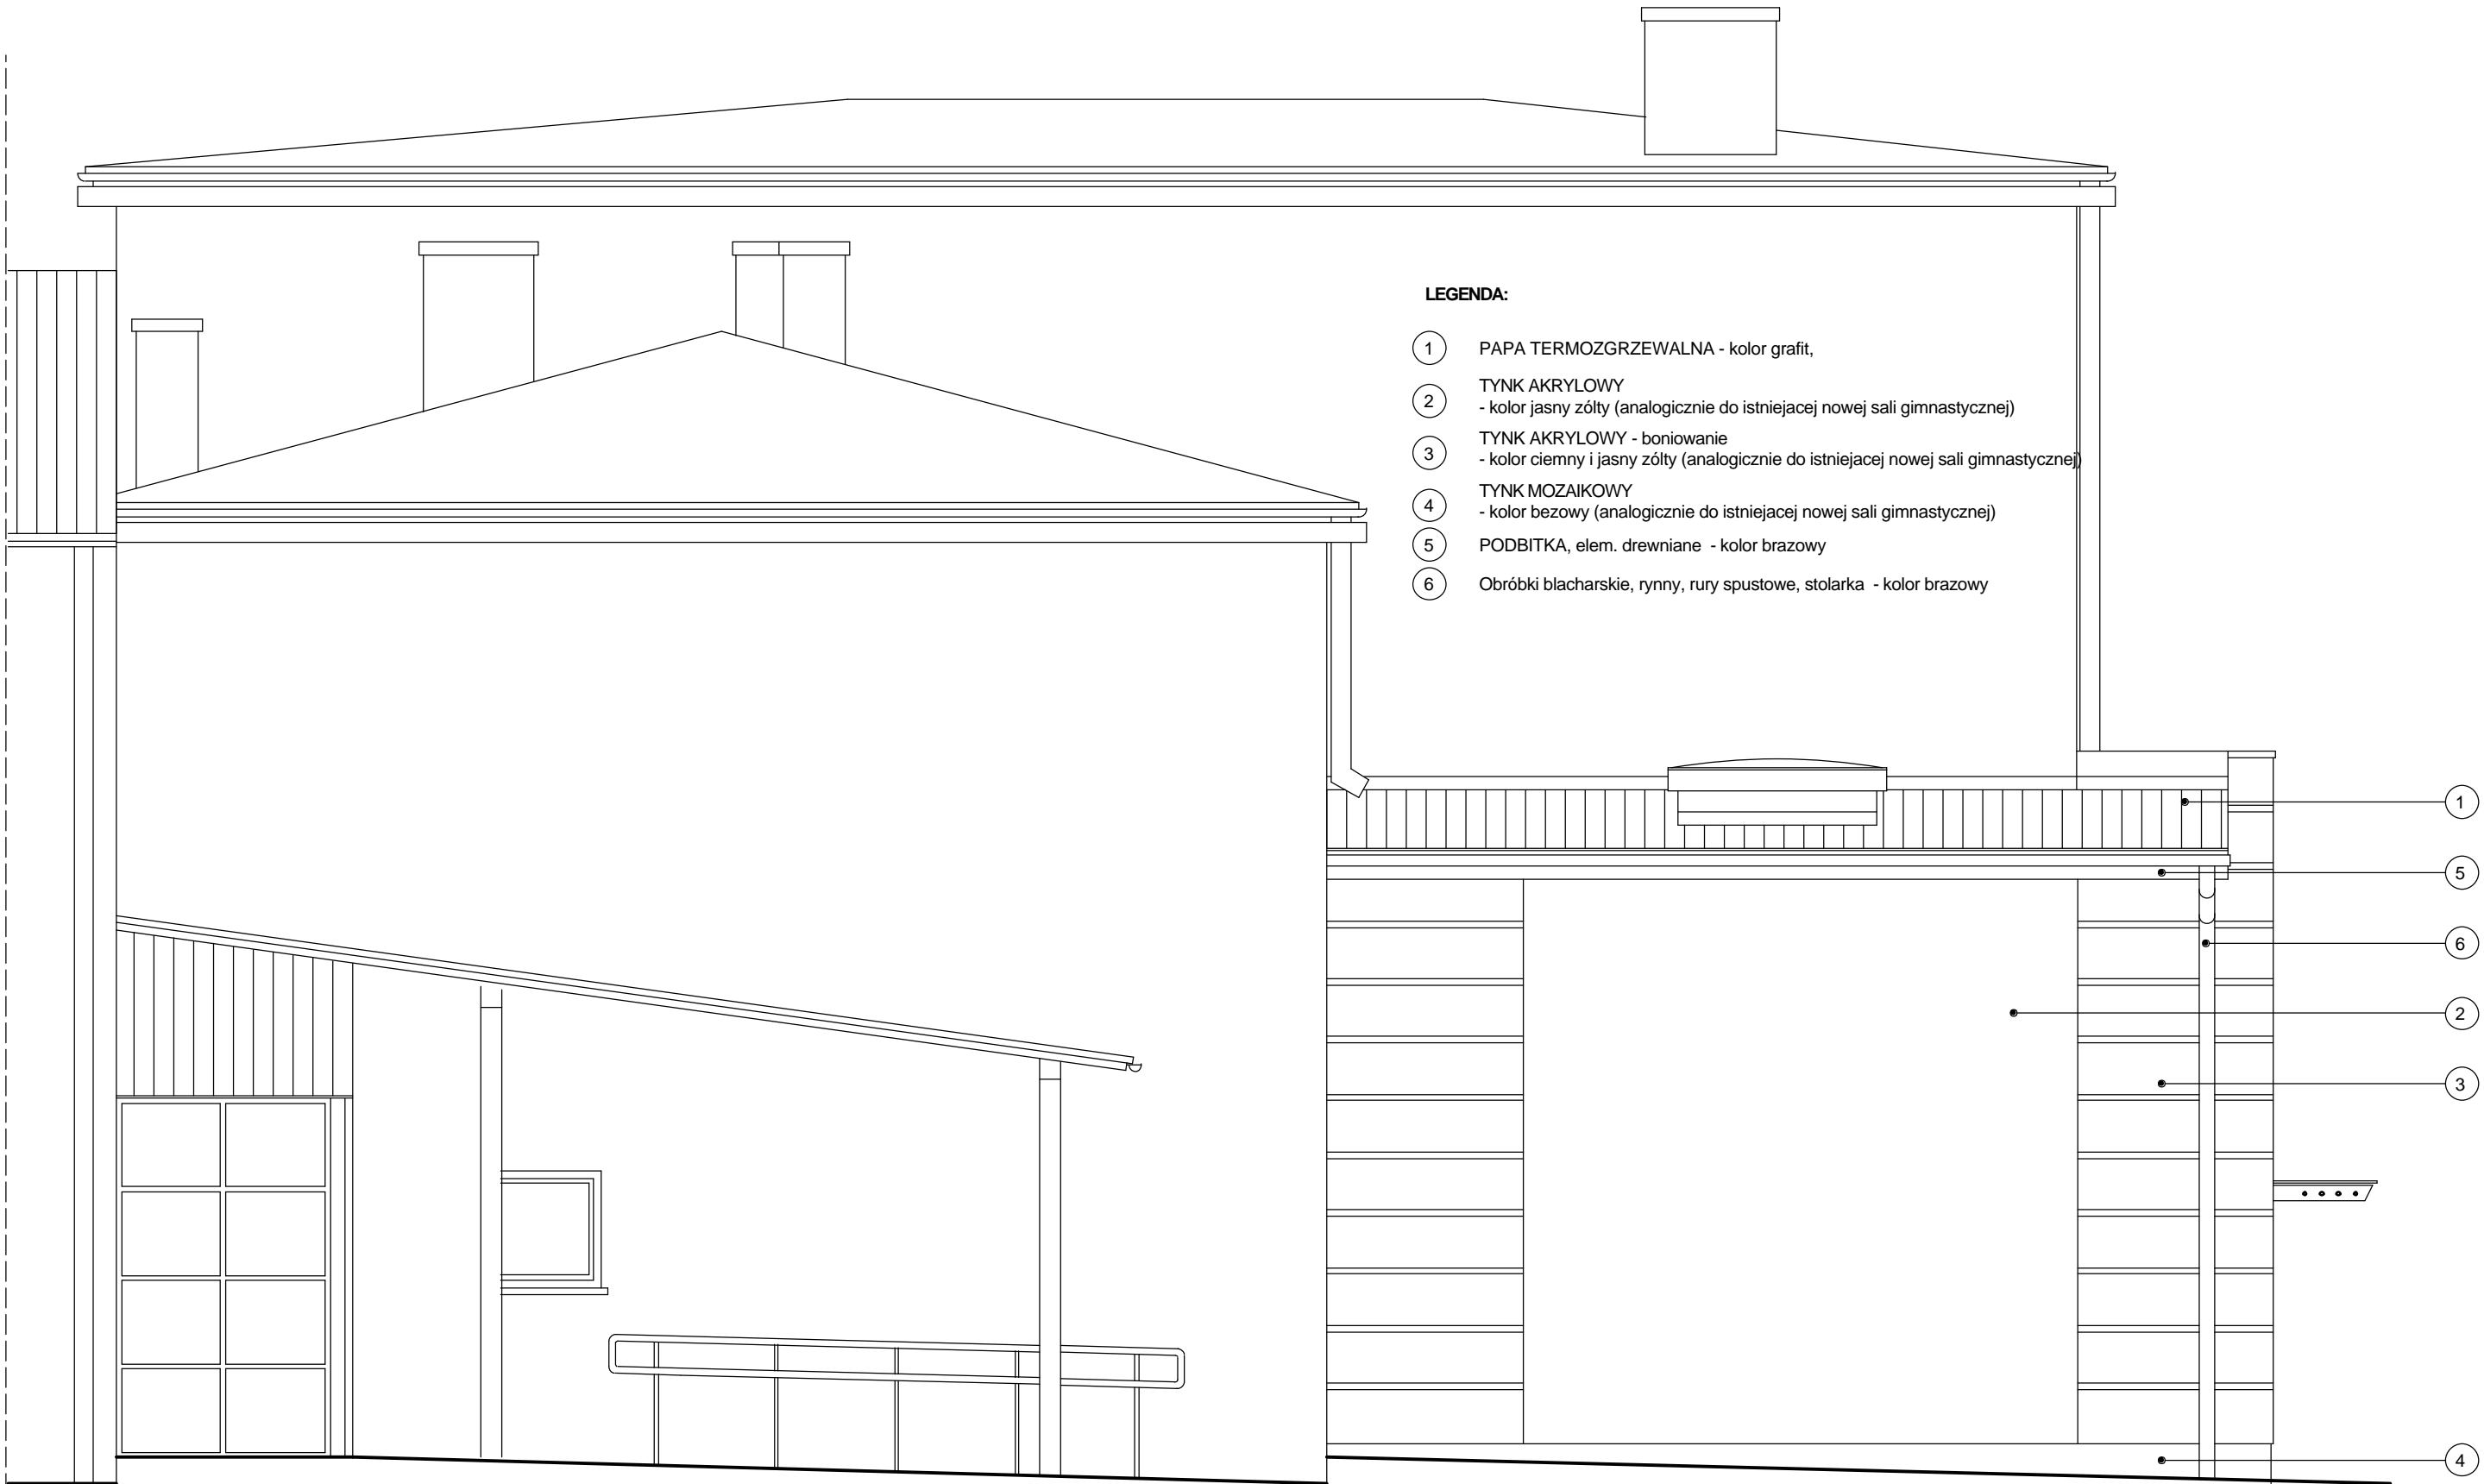 LEGENDA:
1 PAPA TERMOZGRZEWALNA - kolor grafit,
2 TYNK AKRYLOWY
- kolor jasny zólty (analogicznie do istniejacej nowej sali gimnastycznej)
3 TYNK AKRYLOWY - boniowanie
- kolor ciemny i jasny zólty (analogicznie do istniejacej nowej sali gimnastycznej)
4 TYNK MOZAIKOWY
- kolor bezowy (analogicznie do istniejacej nowej sali gimnastycznej)
5 PODBITKA, elem. drewniane - kolor brazowy
6 Obróbki blacharskie, rynny, rury spustowe, stolarka - kolor brazowy
1
5
6
2
3
4